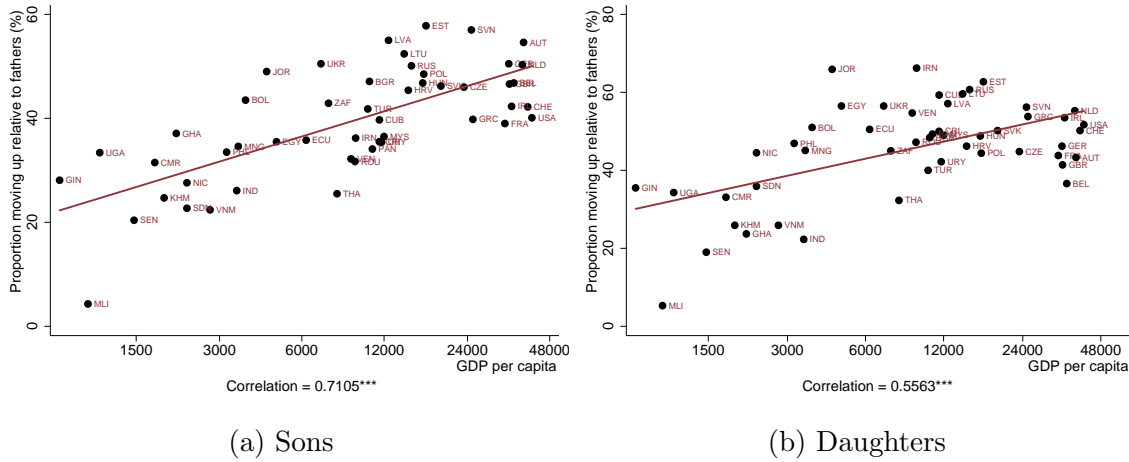 Proportion moving up relative to fathers (%)
60
40
20
0
EST
SVN
LVA
AUT
LTU
UKR
RUS
NLD
JOR
POL
BGR
HUN
HRV
SVK
CZE
BOL
ZAF
IRL
CHE
CUB
GRC
FRA
USA
GHA
EGY
ECU
IRN
MYS
PAN
MNG
PHL
UGA
CMR
VEN
ROU
GIN
NIC
IND
THA
KHM
SDN
VNM
SEN
MLI
1500
3000
6000
12000
24000
48000
GDP per capita
Correlation = 0.7105***
(a) Sons
Proportion moving up relative to fathers (%)
80
60
40
20
0
JOR
IRN
EST
CUB
LTU
RUS
LVA
EGY
UKR
VEN
SVN
GRC
NLD
IRL
BOL
ECU
SVK
USA
CHE
PHL
MNG
NIC
ZAF
ROU
MYS
HUN
HRV
POL
CZE
GER
FRA
AUT
GBR
URY
TUR
BEL
GIN
UGA
SDN
CMR
THA
KHM
GHA
VNM
IND
SEN
MLI
1500
3000
6000
12000
24000
48000
GDP per capita
Correlation = 0.5563***
(b) Daughters